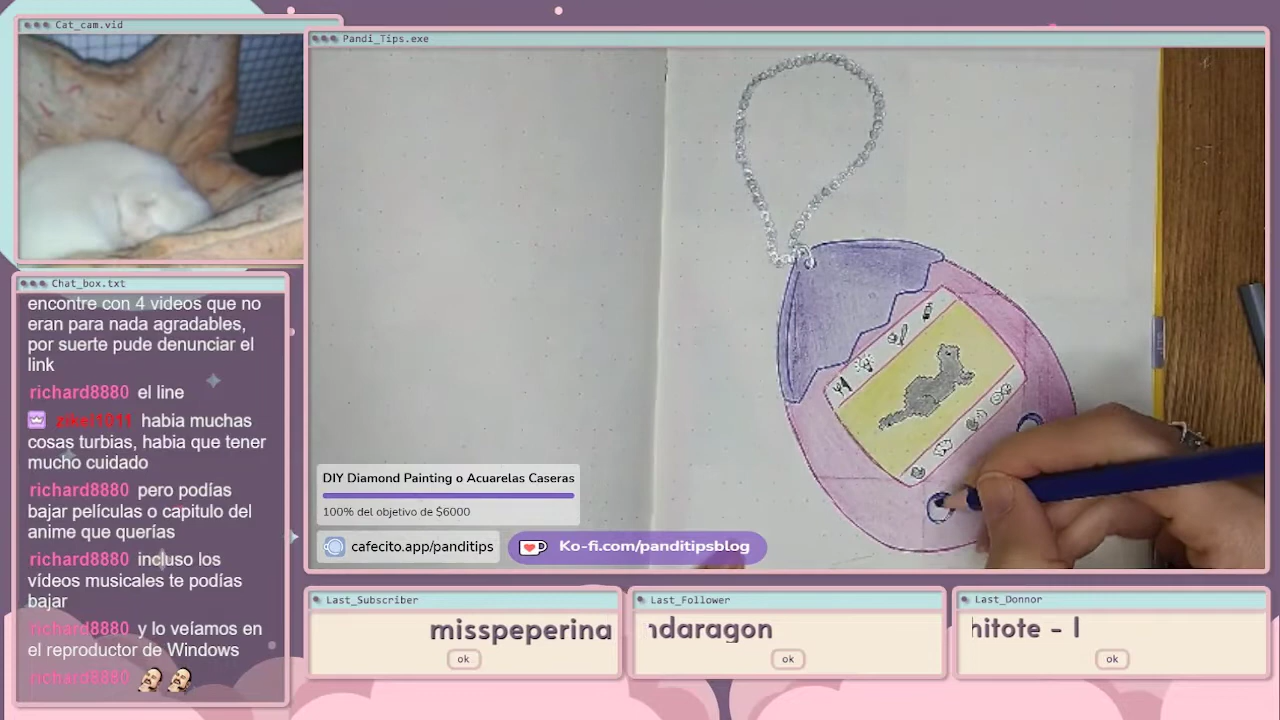 Cat_cam.vid
Pandi_Tips.exe
Chat_box.txt
encontre con 4 videos que no
eran para nada agradables,
por suerte pude denunciar el
link
richard8880 el line
zikel1011 habia muchas
cosas turbias, habia que tener
mucho cuidado
richard8880 pero podías
bajar películas o capitulo del
anime que querías
richard8880 incluso los
vídeos musicales te podías
bajar
richard8880 y lo veíamos en
el reproductor de Windows
richard8880
DIY Diamond Painting o Acuarelas Caseras
100% del objetivo de $6000
cafecito.app/panditips
Ko-fi.com/panditipsblog
Last_Subscriber
misspeperina
ok
Last_Follower
ndaragon
ok
Last_Donnor
hitote - l
ok